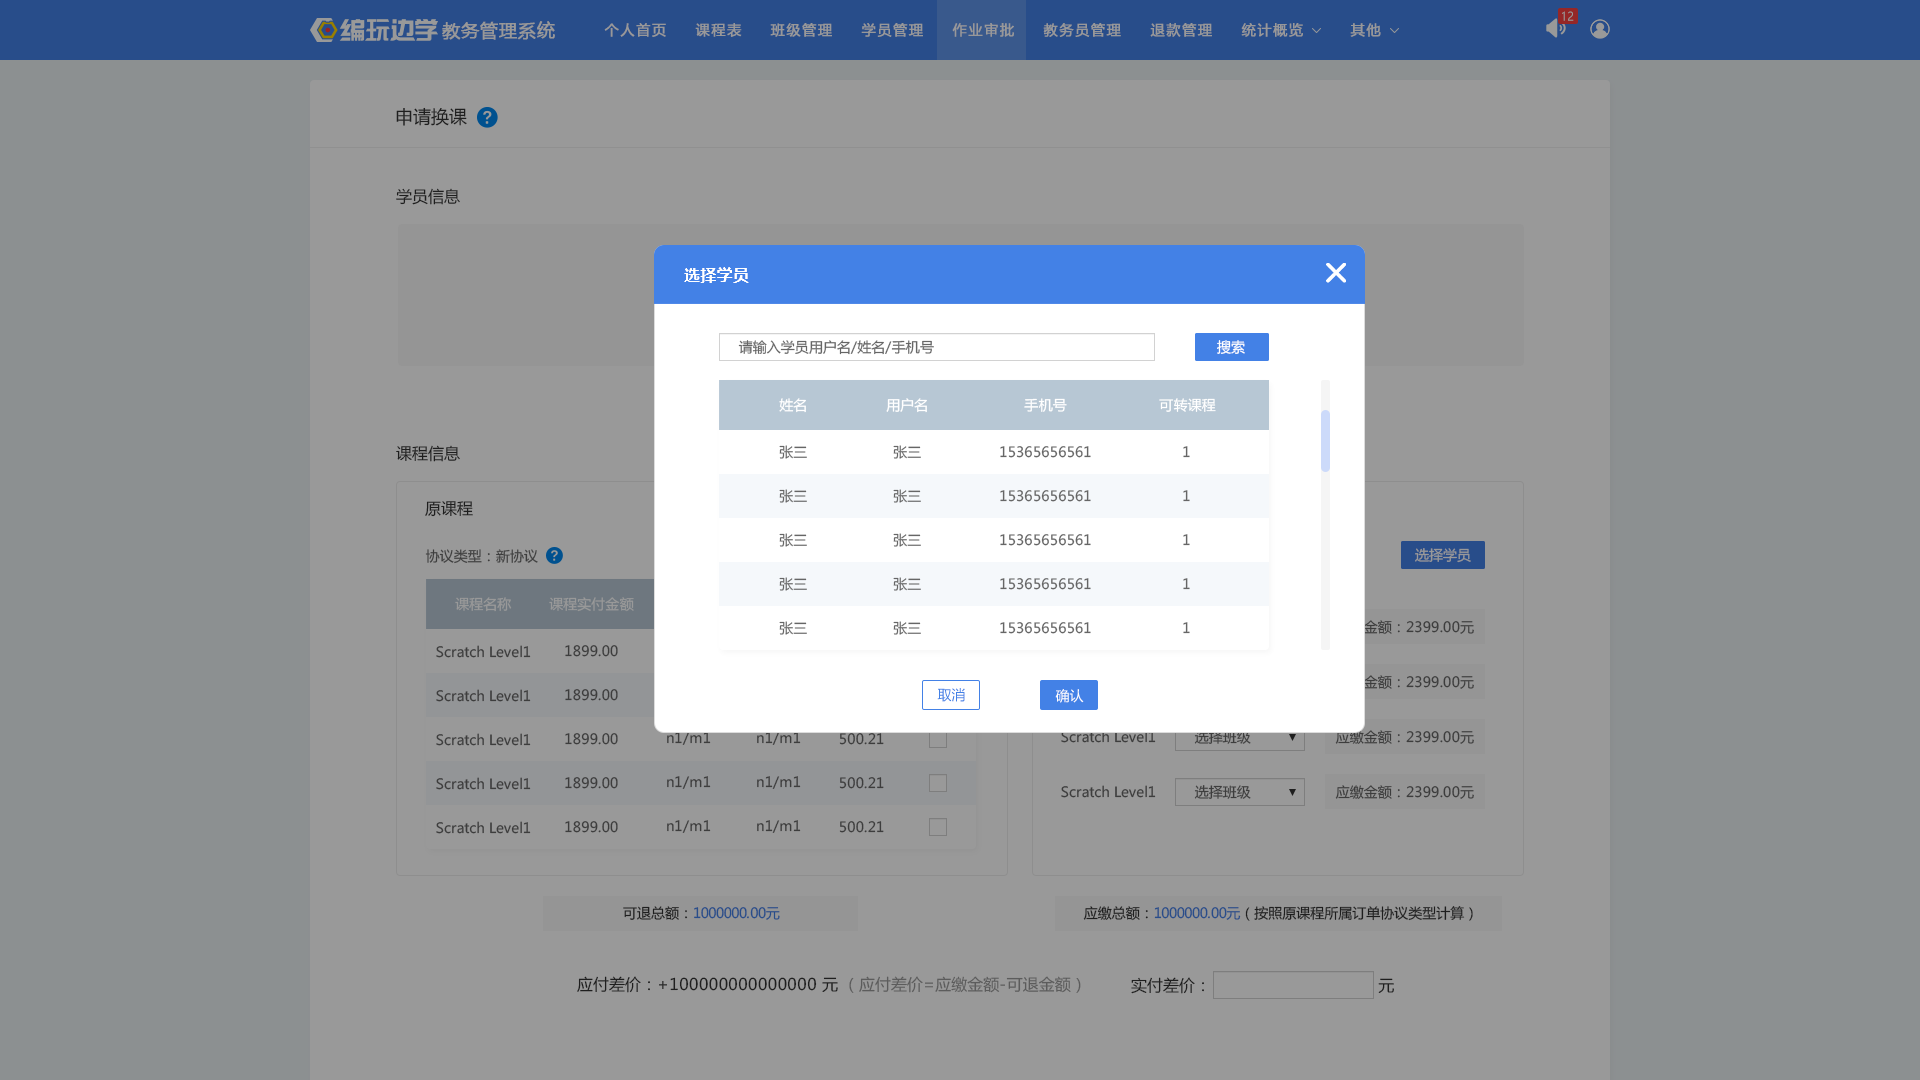 编玩边学 教务管理系统 个人首页 课程表 班级管理 学员管理 作业审批 教务员管理 退款管理 统计概览 其他 12
申请换课 ?
学员信息
选择学员
请输入学员用户名/姓名/手机号 搜索
姓名 用户名 手机号 可转课程
张三 张三 15365656561 1
张三 张三 15365656561 1
张三 张三 15365656561 1
张三 张三 15365656561 1
张三 张三 15365656561 1
取消 确认
课程信息
原课程
协议类型：新协议 ?
选择学员
课程名称 课程实付金额
Scratch Level1 1899.00
Scratch Level1 1899.00
Scratch Level1 1899.00 n1/m1 n1/m1 500.21
Scratch Level1 1899.00 n1/m1 n1/m1 500.21
Scratch Level1 1899.00 n1/m1 n1/m1 500.21
金额：2399.00元
金额：2399.00元
Scratch Level1 选择班级 应缴金额：2399.00元
Scratch Level1 选择班级 应缴金额：2399.00元
可退总额：1000000.00元
应缴总额：1000000.00元（按照原课程所属订单协议类型计算）
应付差价：+100000000000000 元（应付差价=应缴金额-可退金额）
实付差价： 元